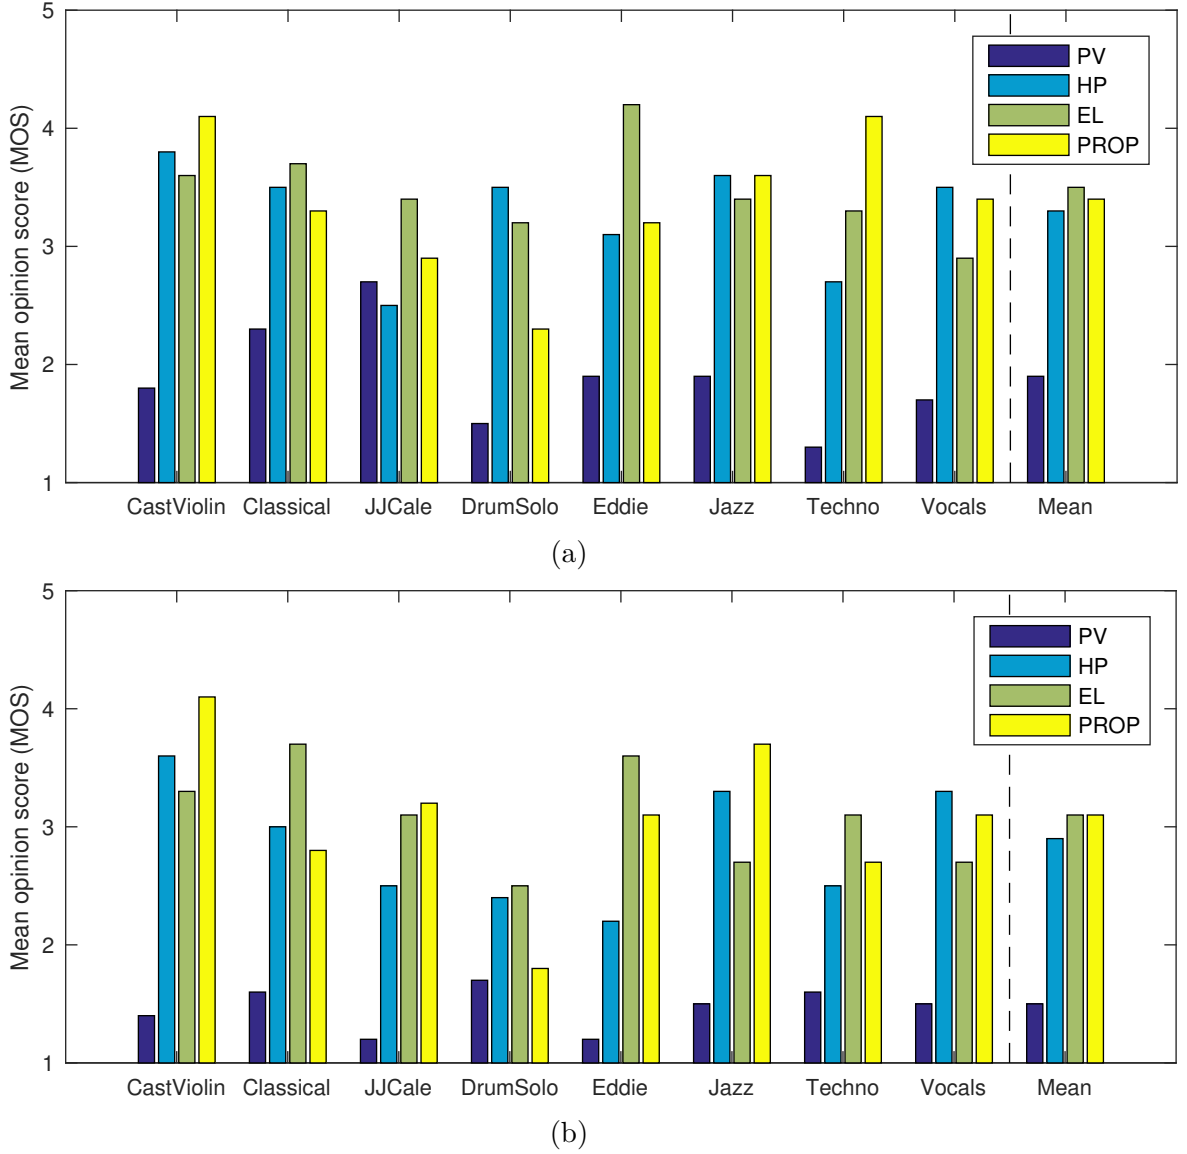 5
4
3
2
1
Mean opinion score (MOS)
PV
HP
EL
PROP
CastViolin Classical JJCale DrumSolo Eddie Jazz Techno Vocals Mean
(a)
5
4
3
2
1
Mean opinion score (MOS)
PV
HP
EL
PROP
CastViolin Classical JJCale DrumSolo Eddie Jazz Techno Vocals Mean
(b)